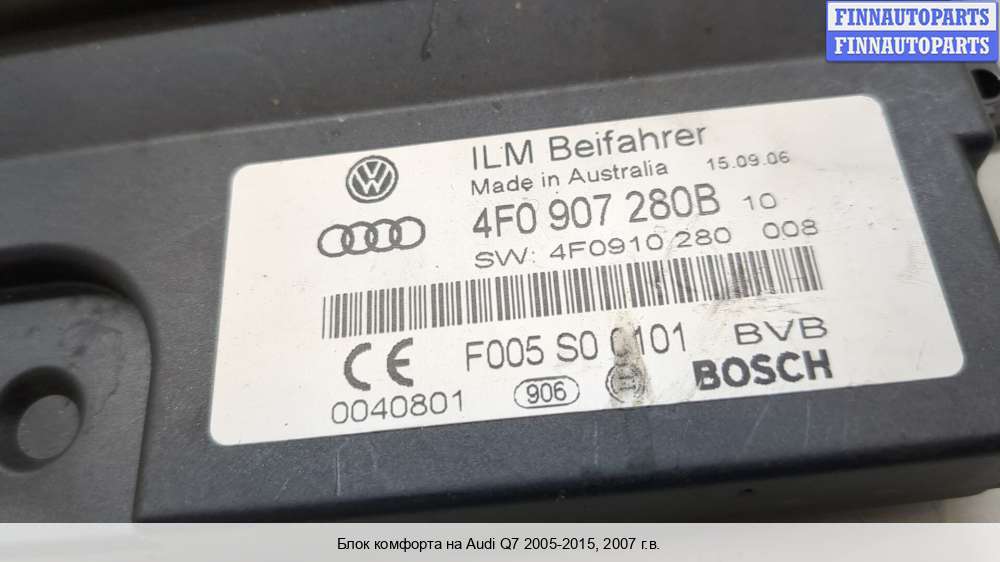 FINNAUTOPARTS
FINNAUTOPARTS
ILM Beifahrer
Made in Australia 15.09.06
4F0 907 280B 10
SW: 4F0910 280 008
F005 S0 0101 BVB
CE
0040801 906 BOSCH
Блок комфорта на Audi Q7 2005-2015, 2007 г.в.